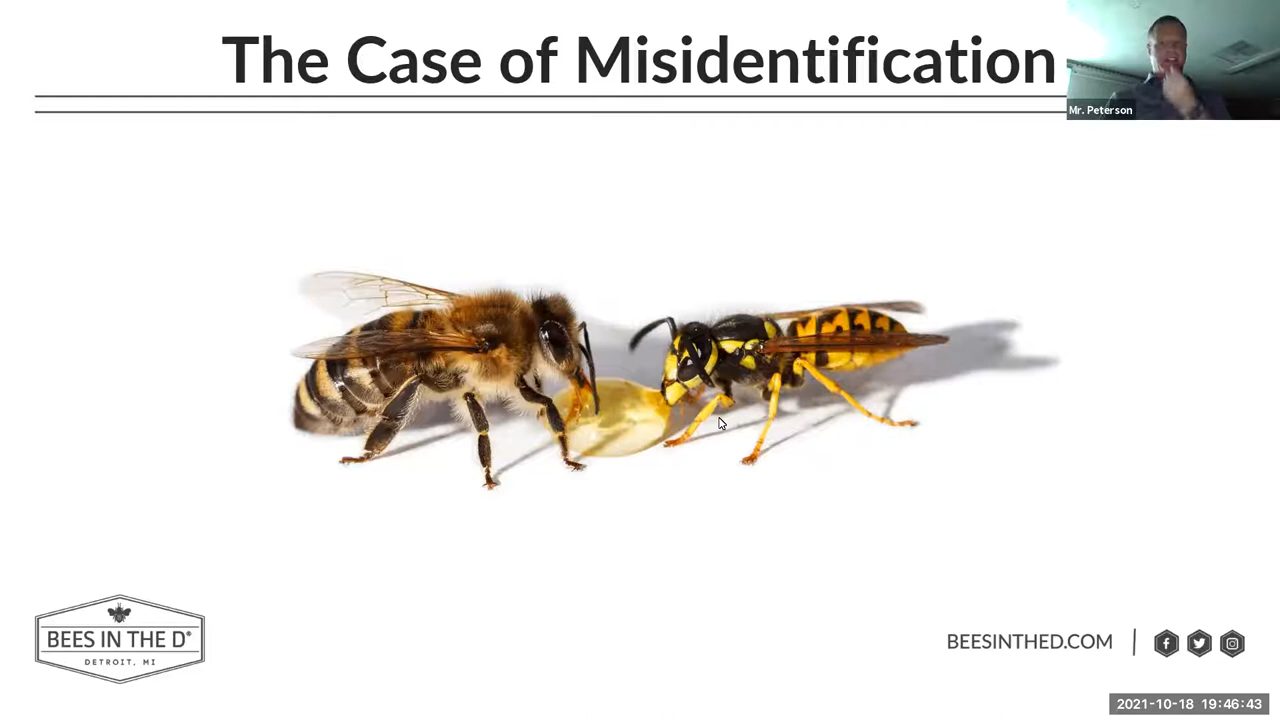 The Case of Misidentification
Mr. Peterson
BEES IN THE D®
DETROIT, MI
BEESINTHED.COM
2021-10-18 19:46:43